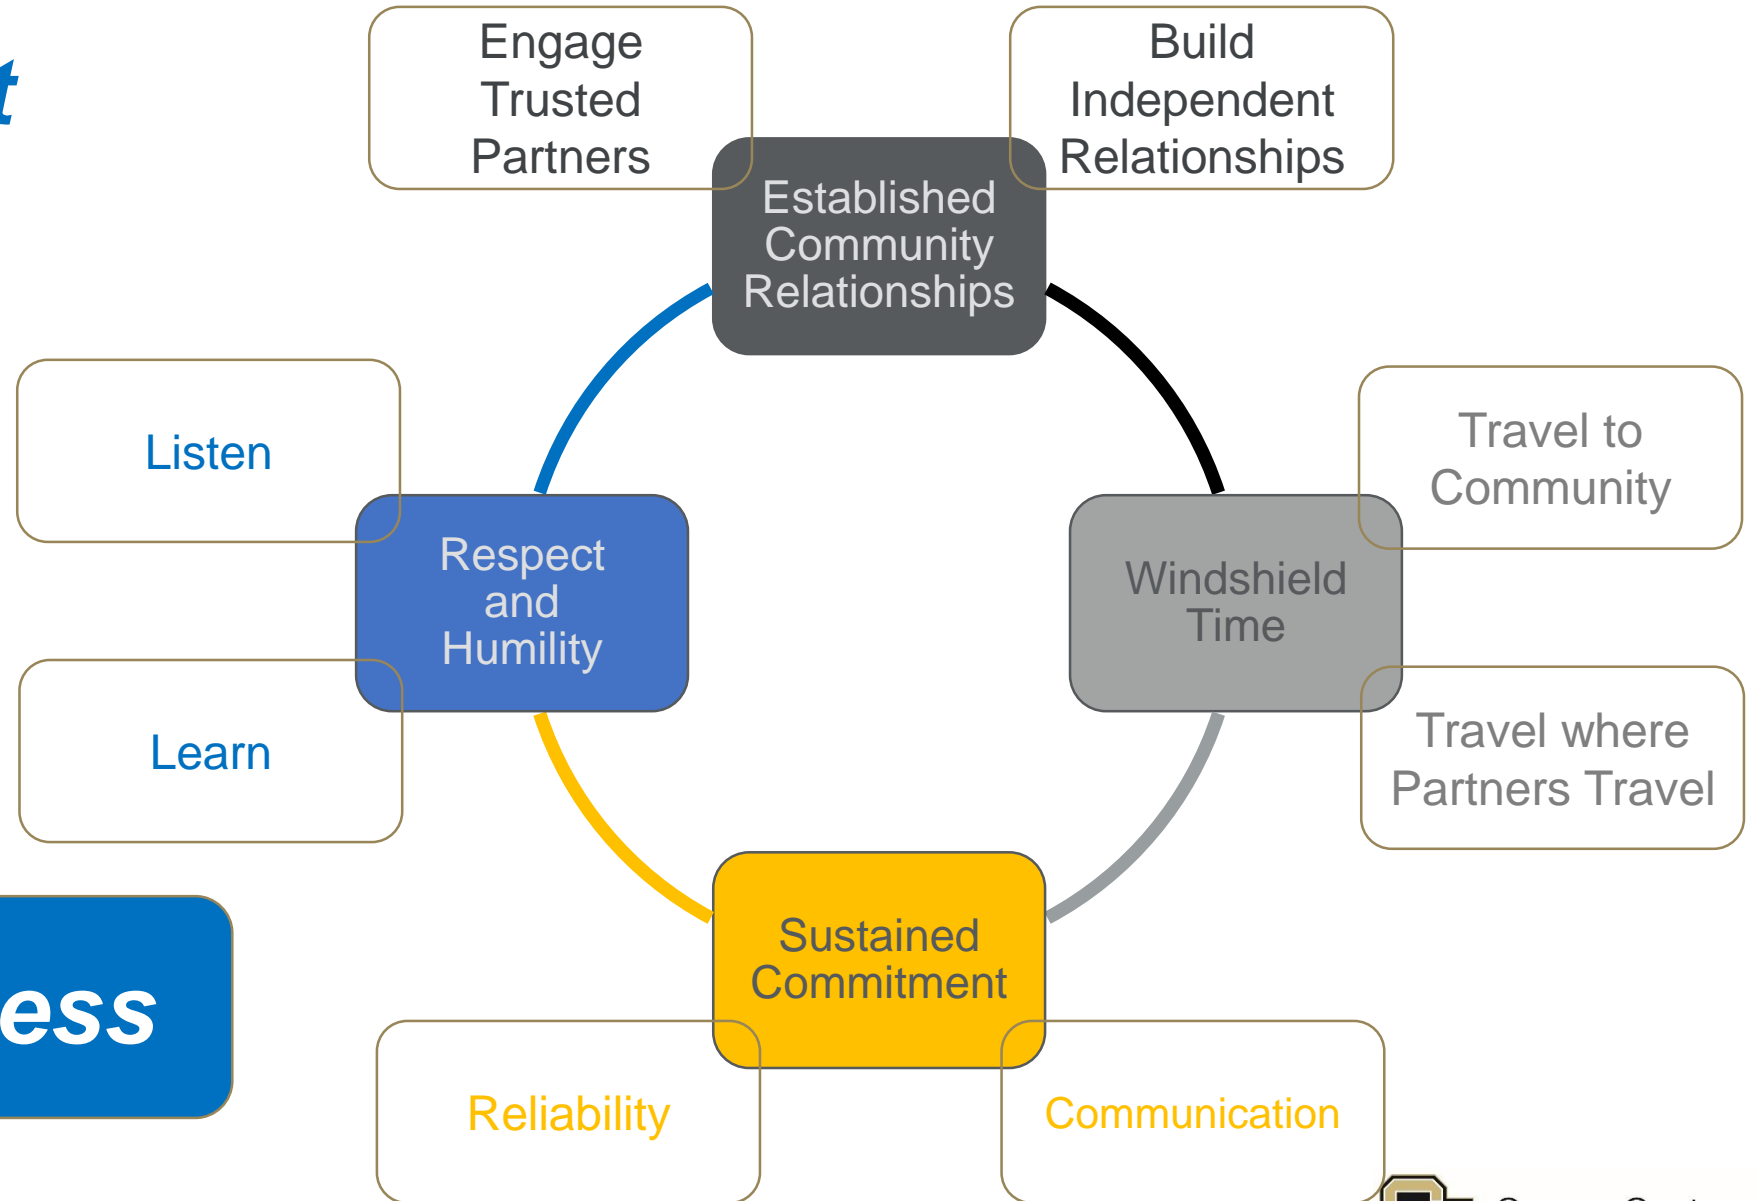 Engage
Trusted
Partners
Build
Independent
Relationships
Established
Community
Relationships
Listen
Travel to
Community
Respect
and
Humility
Windshield
Time
Learn
Travel where
Partners Travel
Sustained
Commitment
ess
Reliability
Communication